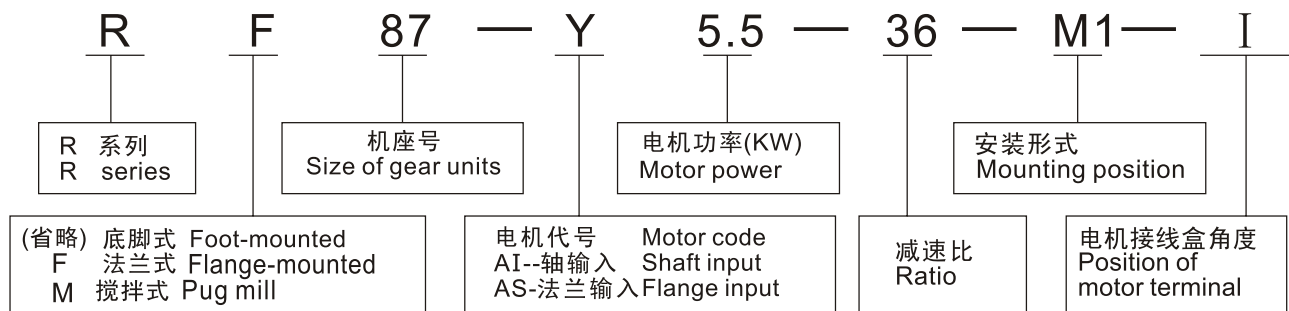 R F 87 — Y 5.5 — 36 — M1 — I
R 系列
R series
机座号
Size of gear units
电机功率(KW)
Motor power
安装形式
Mounting position
(省略) 底脚式 Foot-mounted
F 法兰式 Flange-mounted
M 搅拌式 Pug mill
电机代号 Motor code
AI--轴输入 Shaft input
AS-法兰输入 Flange input
减速比
Ratio
电机接线盒角度
Position of
motor terminal